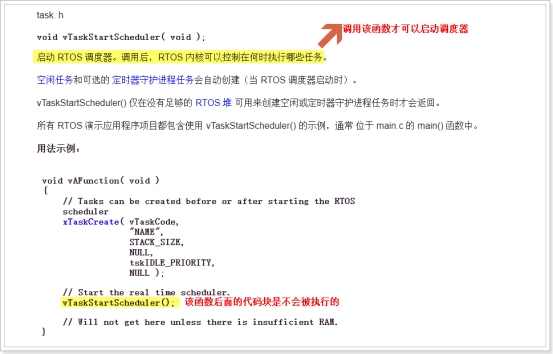 task. h
调用该函数才可以启动调度器
void vTaskStartScheduler( void );
启动 RTOS 调度器。调用后，RTOS 内核可以控制在何时执行哪些任务。
空闲任务和可选的 定时器守护进程任务会自动创建（当 RTOS 调度器启动时）。
vTaskStartScheduler() 仅在没有足够的 RTOS 堆 可用来创建空闲或定时器守护进程任务时才会返回。
所有 RTOS 演示应用程序项目都包含使用 vTaskStartScheduler() 的示例，通常 位于 main.c 的 main() 函数中。
用法示例：
void vAFunction( void )
{
// Tasks can be created before or after starting the RTOS
scheduler
xTaskCreate( vTaskCode,
"NAME",
STACK_SIZE,
NULL,
tskIDLE_PRIORITY,
NULL );
// Start the real time scheduler.
vTaskStartScheduler(); 该函数后面的代码块是不会被执行的
// Will not get here unless there is insufficient RAM.
}